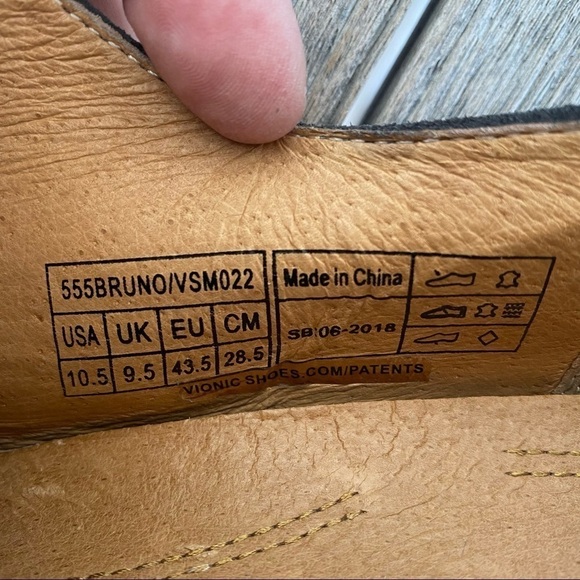 555BRUNO/VSM022
USA UK EU CM
10.5 9.5 43.5 28.5
Made in China
SB:06-2018
VIONIC SHOES.COM/PATENTS